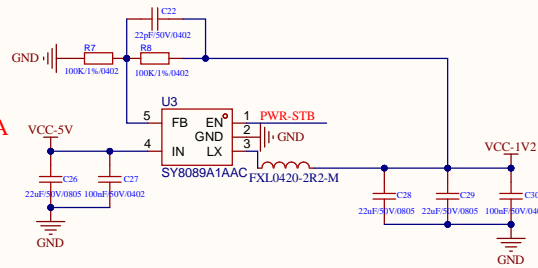 C22
22pF/50V/0402
R7
R8
GND
100K/1%/0402
100K/1%/0402
U3
5
FB
EN
1
PWR-STB
GND
2
GND
4
IN
LX
3
A
VCC-5V
SY8089A1AAC
FXL0420-2R2-M
VCC-1V2
C26
C27
22uF/50V/0805
100nF/50V/0402
C28
C29
C30
22uF/50V/0805
22uF/50V/0805
100nF/50V/040
GND
GND